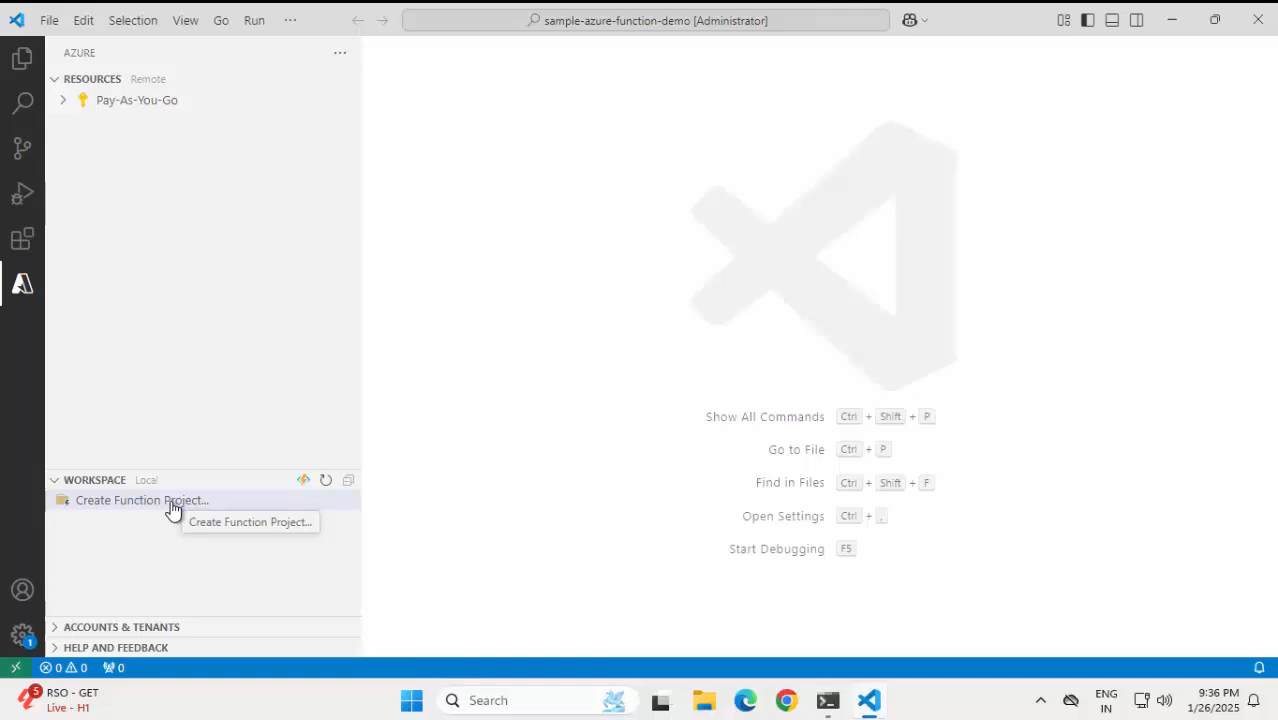 File Edit Selection View Go Run ···
sample-azure-function-demo [Administrator]
AZURE ···
RESOURCES Remote
Pay-As-You-Go
Show All Commands Ctrl + Shift + P
Go to File Ctrl + P
Find in Files Ctrl + Shift + F
Open Settings Ctrl + ,
Start Debugging F5
WORKSPACE Local
Create Function Project...
Create Function Project...
ACCOUNTS & TENANTS
HELP AND FEEDBACK
1
0 0 0
5
RSO - GET
Live - H1
Search
ENG
IN
9:36 PM
1/26/2025